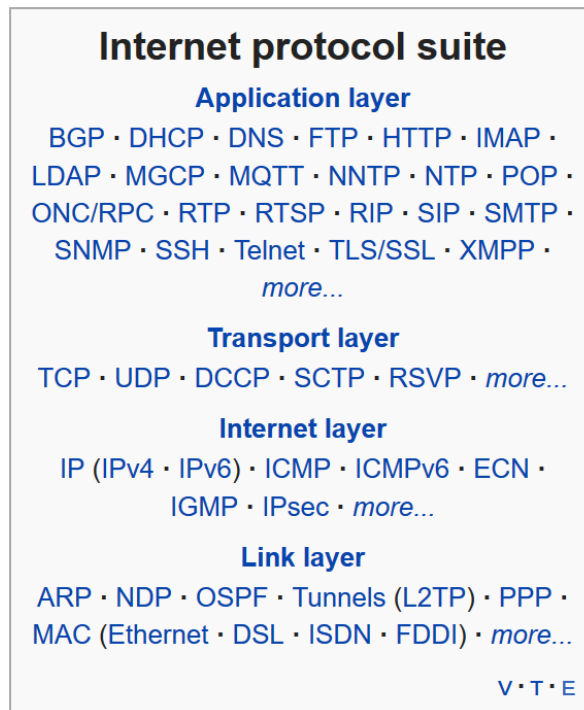 Internet protocol suite
Application layer
BGP · DHCP · DNS · FTP · HTTP · IMAP ·
LDAP · MGCP · MQTT · NNTP · NTP · POP ·
ONC/RPC · RTP · RTSP · RIP · SIP · SMTP ·
SNMP · SSH · Telnet · TLS/SSL · XMPP ·
more...
Transport layer
TCP · UDP · DCCP · SCTP · RSVP · more...
Internet layer
IP (IPv4 · IPv6) · ICMP · ICMPv6 · ECN ·
IGMP · IPsec · more...
Link layer
ARP · NDP · OSPF · Tunnels (L2TP) · PPP ·
MAC (Ethernet · DSL · ISDN · FDDI) · more...
V · T · E